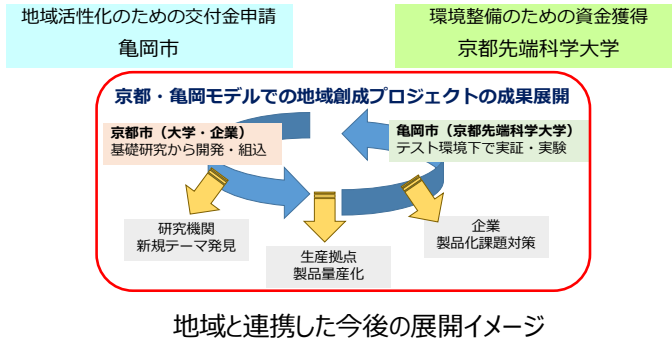 地域活性化のための交付金申請
亀岡市
環境整備のための資金獲得
京都先端科学大学
京都・亀岡モデルでの地域創成プロジェクトの成果展開
京都市（大学・企業）
基礎研究から開発・組込
亀岡市（京都先端科学大学）
テスト環境下で実証・実験
研究機関
新規テーマ発見
生産拠点
製品量産化
企業
製品化課題対策
地域と連携した今後の展開イメージ